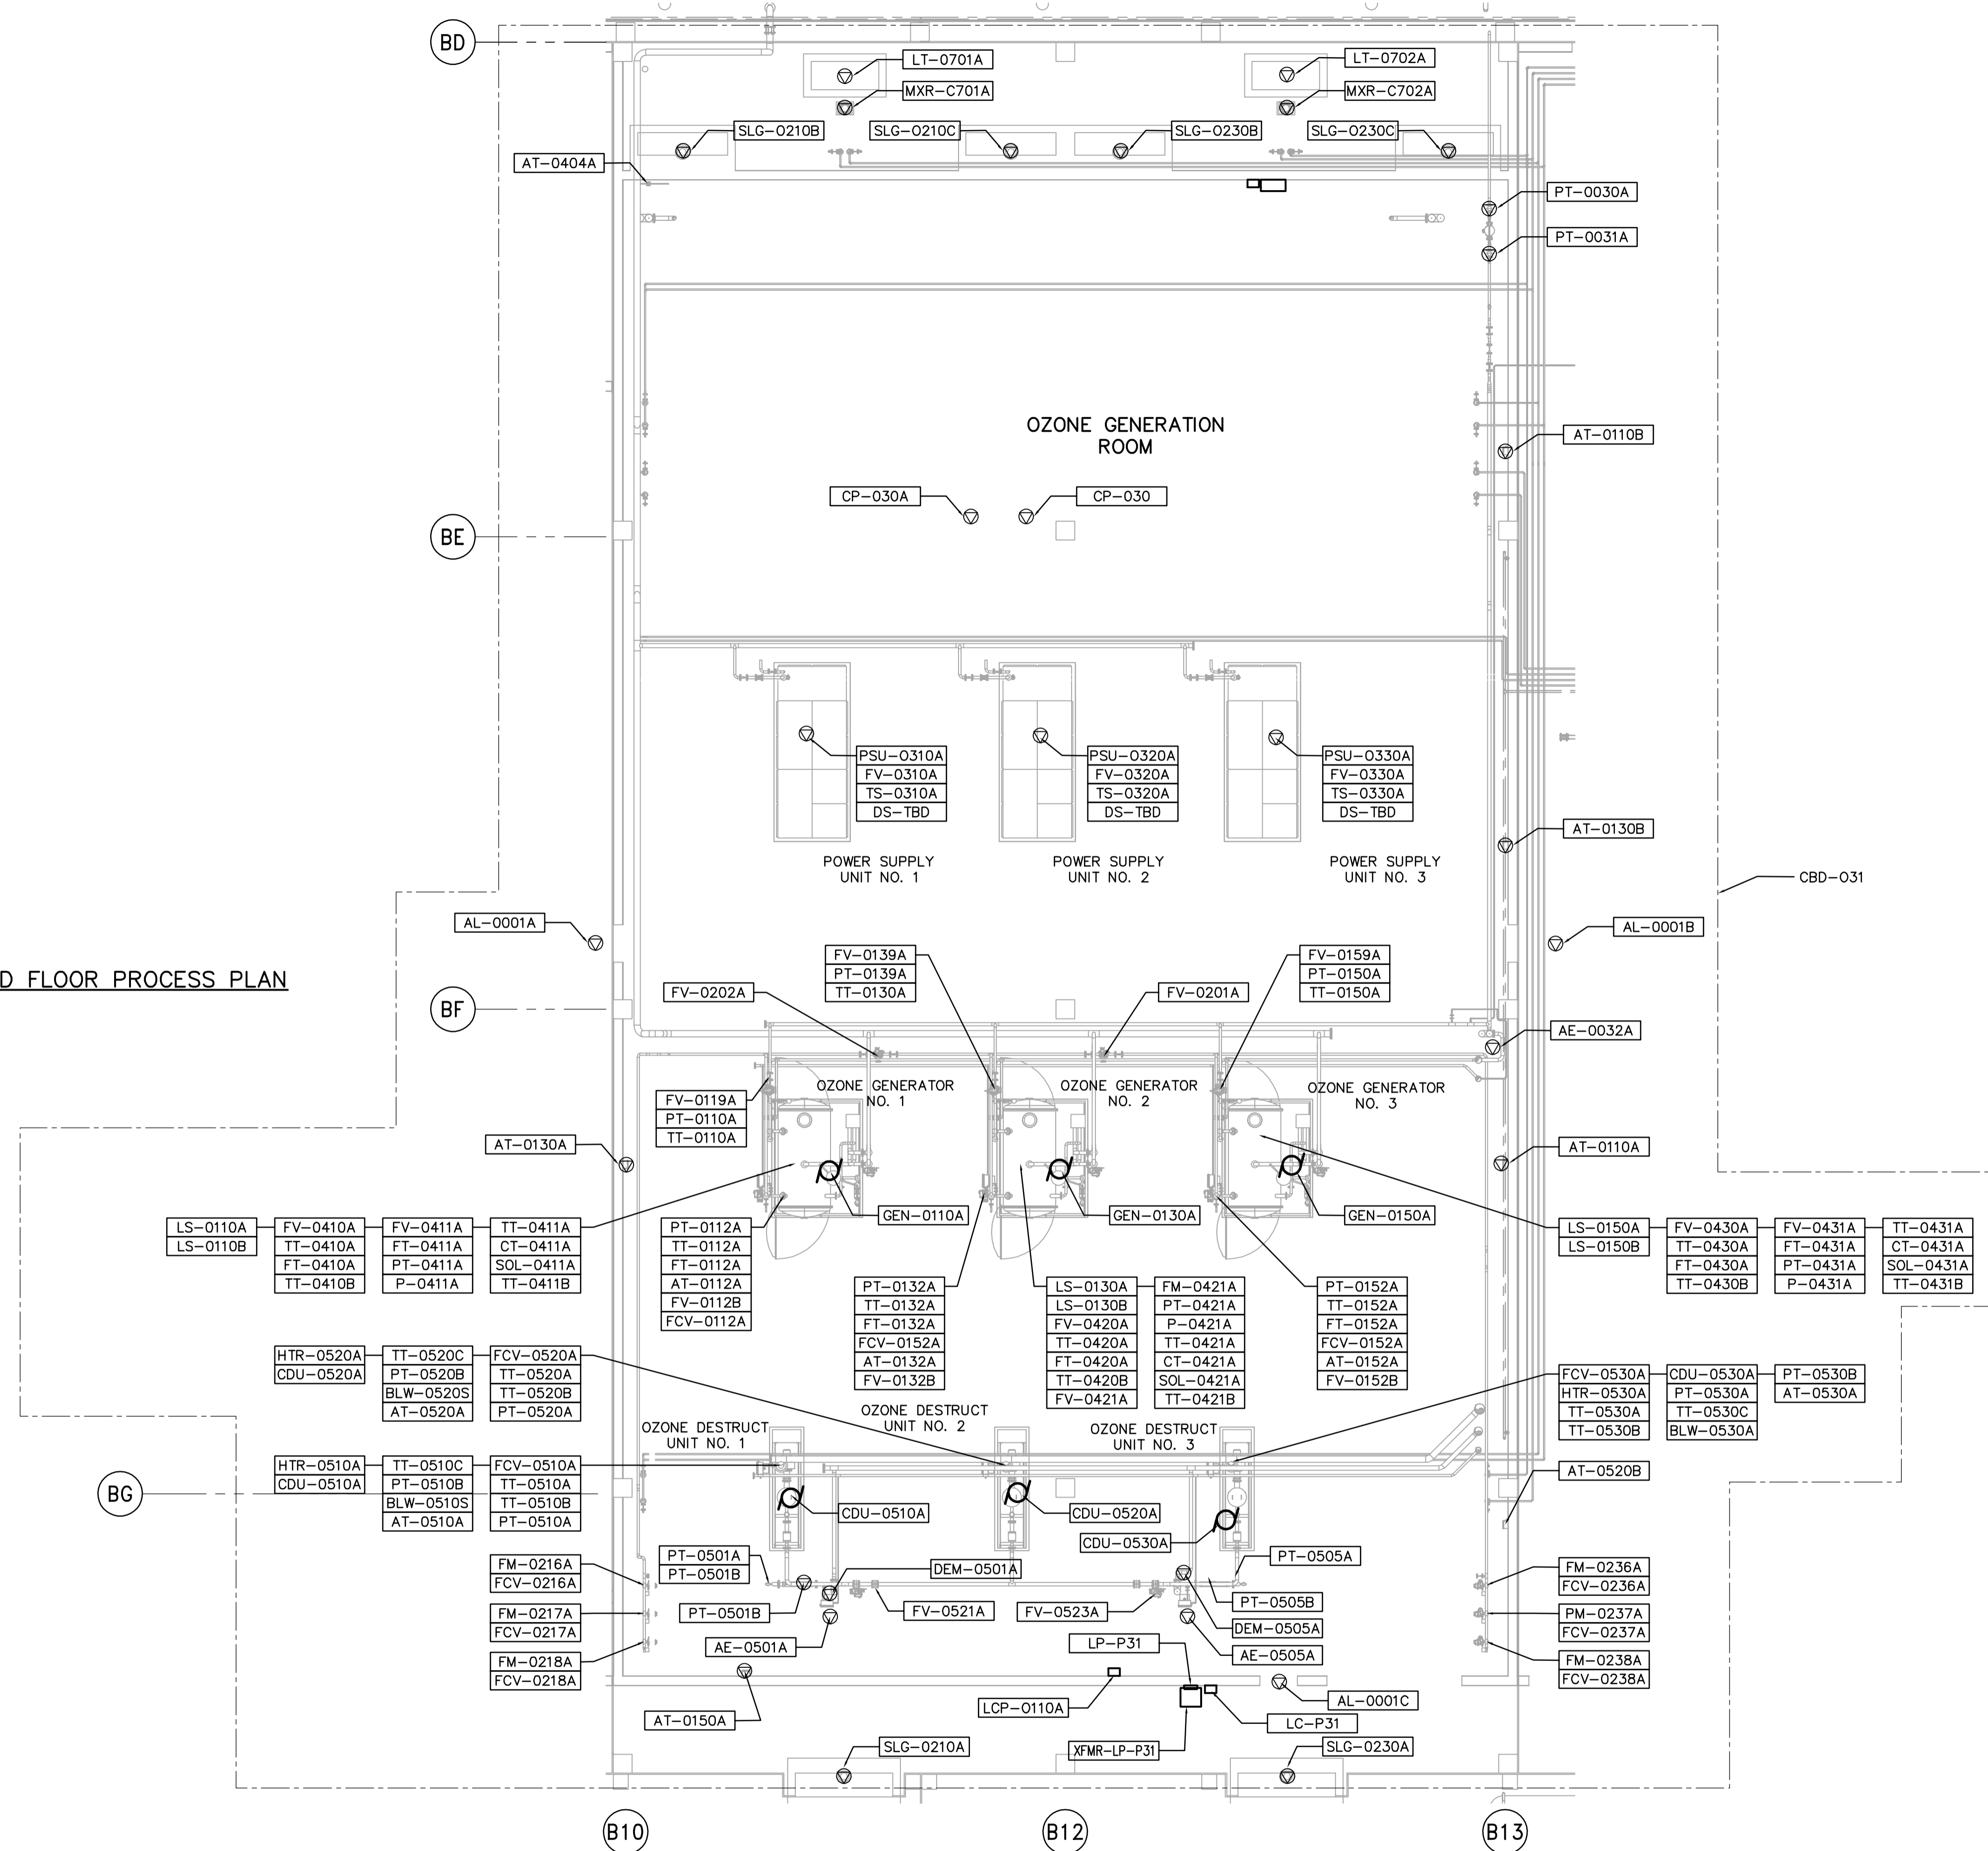 BD
LT-0701A
LT-0702A
MXR-C701A
MXR-C702A
SLG-0210B
SLG-0210C
SLG-0230B
SLG-0230C
AT-0404A
PT-0030A
PT-0031A
OZONE GENERATION
ROOM
AT-0110B
CP-030A
CP-030
BE
PSU-0310A
FV-0310A
TS-0310A
DS-TBD
PSU-0320A
FV-0320A
TS-0320A
DS-TBD
PSU-0330A
FV-0330A
TS-0330A
DS-TBD
AT-0130B
POWER SUPPLY
UNIT NO. 1
POWER SUPPLY
UNIT NO. 2
POWER SUPPLY
UNIT NO. 3
CBD-031
AL-0001A
AL-0001B
D FLOOR PROCESS PLAN
FV-0139A
PT-0139A
TT-0130A
FV-0159A
PT-0150A
TT-0150A
FV-0202A
FV-0201A
BF
AE-0032A
OZONE GENERATOR
NO. 1
OZONE GENERATOR
NO. 2
OZONE GENERATOR
NO. 3
FV-0119A
PT-0110A
TT-0110A
AT-0130A
AT-0110A
GEN-0110A
GEN-0130A
GEN-0150A
LS-0110A
LS-0110B
FV-0410A
TT-0410A
FT-0410A
TT-0410B
FV-0411A
FT-0411A
PT-0411A
P-0411A
TT-0411A
CT-0411A
SOL-0411A
TT-0411B
PT-0112A
TT-0112A
FT-0112A
AT-0112A
FV-0112B
FCV-0112A
LS-0150A
LS-0150B
FV-0430A
TT-0430A
FT-0430A
TT-0430B
FV-0431A
FT-0431A
PT-0431A
P-0431A
TT-0431A
CT-0431A
SOL-0431A
TT-0431B
PT-0132A
TT-0132A
FT-0132A
FCV-0152A
AT-0132A
FV-0132B
LS-0130A
LS-0130B
FV-0420A
TT-0420A
FT-0420A
TT-0420B
FV-0421A
FM-0421A
PT-0421A
P-0421A
TT-0421A
CT-0421A
SOL-0421A
TT-0421B
PT-0152A
TT-0152A
FT-0152A
FCV-0152A
AT-0152A
FV-0152B
HTR-0520A
CDU-0520A
TT-0520C
PT-0520B
BLW-0520S
AT-0520A
FCV-0520A
TT-0520A
TT-0520B
PT-0520A
FCV-0530A
HTR-0530A
TT-0530A
TT-0530B
CDU-0530A
PT-0530A
TT-0530C
BLW-0530A
PT-0530B
AT-0530A
OZONE DESTRUCT
UNIT NO. 1
OZONE DESTRUCT
UNIT NO. 2
OZONE DESTRUCT
UNIT NO. 3
HTR-0510A
CDU-0510A
TT-0510C
PT-0510B
BLW-0510S
AT-0510A
FCV-0510A
TT-0510A
TT-0510B
PT-0510A
AT-0520B
BG
CDU-0510A
CDU-0520A
CDU-0530A
PT-0501A
PT-0501B
DEM-0501A
PT-0505A
FM-0216A
FCV-0216A
FM-0236A
FCV-0236A
PT-0501B
FV-0521A
FV-0523A
PT-0505B
FM-0217A
FCV-0217A
DEM-0505A
PM-0237A
FCV-0237A
AE-0501A
LP-P31
AE-0505A
FM-0218A
FCV-0218A
FM-0238A
FCV-0238A
AT-0150A
LCP-0110A
AL-0001C
LC-P31
SLG-0210A
XFMR-LP-P31
SLG-0230A
B10
B12
B13